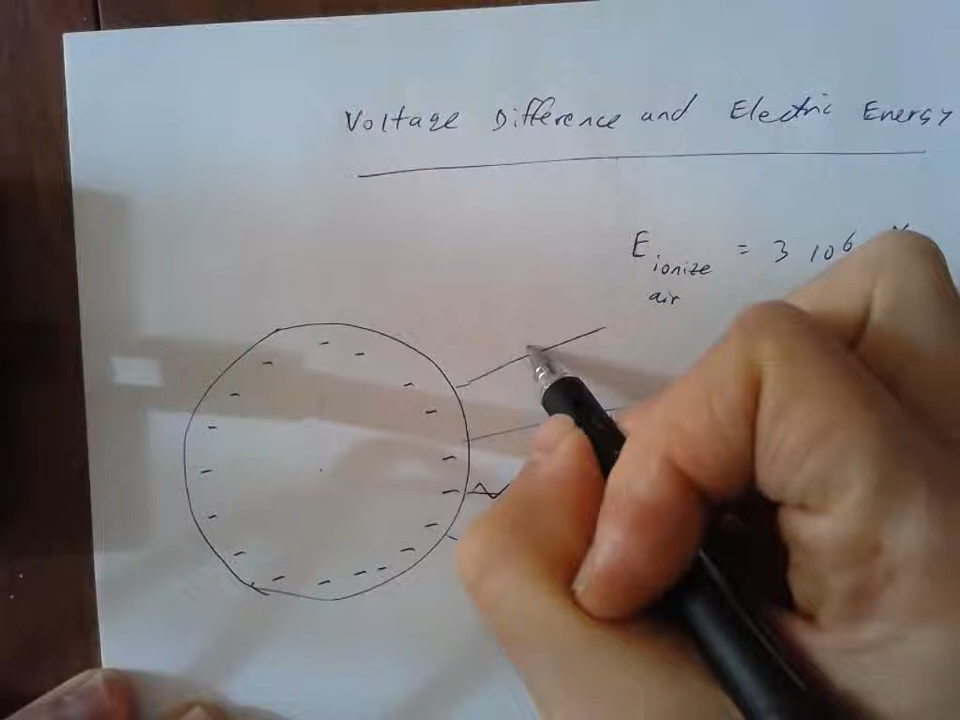 Voltage Difference and Electric Energy
E ionize = 3 10⁶
air